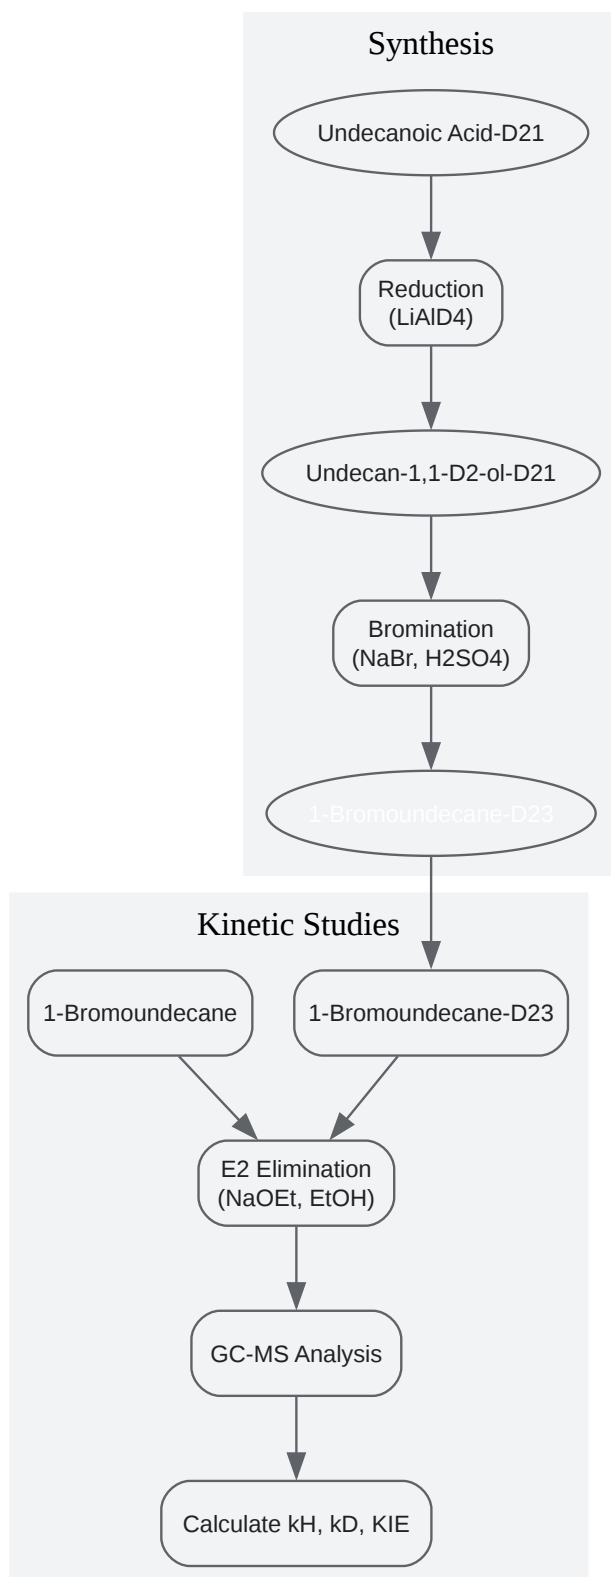 Synthesis
Undecanoic Acid-D21
Reduction
(LiAlD4)
Undecan-1,1-D2-ol-D21
Bromination
(NaBr, H2SO4)
1-Bromoundecane-D23
Kinetic Studies
1-Bromoundecane
1-Bromoundecane-D23
E2 Elimination
(NaOEt, EtOH)
GC-MS Analysis
Calculate kH, kD, KIE